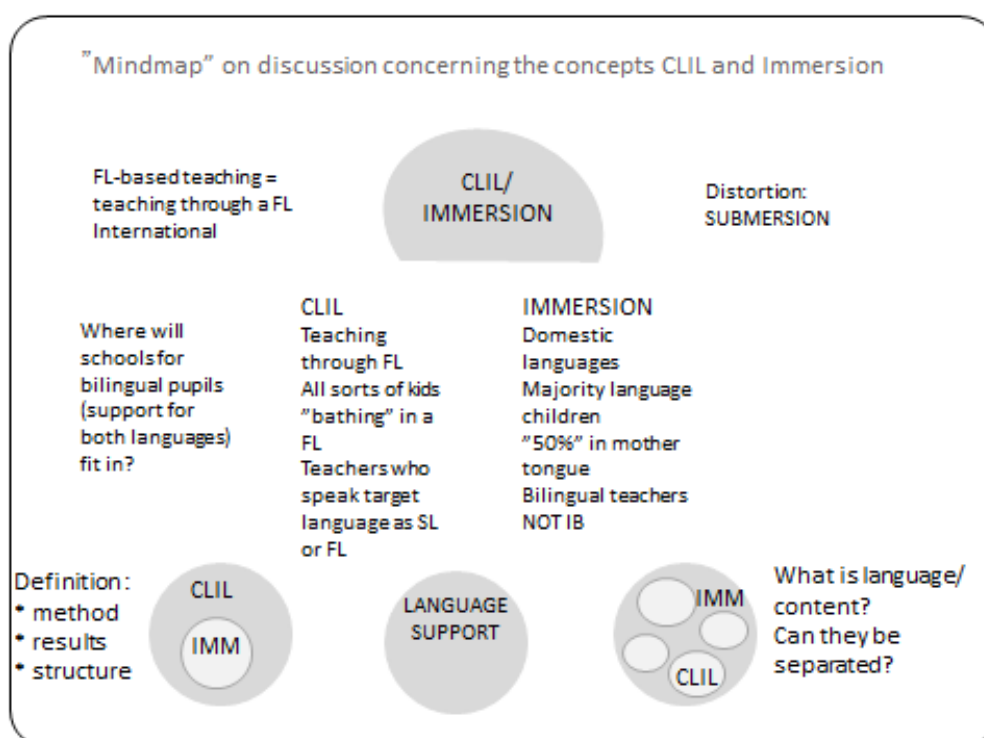 ”Mindmap” on discussion concerning the concepts CLIL and Immersion
FL-based teaching =
teaching through a FL
International
CLIL/
IMMERSION
Distortion:
SUBMERSION
Where will
schools for
bilingual pupils
(support for
both languages)
fit in?
CLIL
Teaching
through FL
All sorts of kids
”bathing” in a
FL
Teachers who
speak target
language as SL
or FL
IMMERSION
Domestic
languages
Majority language
children
”50%” in mother
tongue
Bilingual teachers
NOT IB
Definition:
* method
* results
* structure
CLIL
IMM
LANGUAGE
SUPPORT
IMM
CLIL
What is language/
content?
Can they be
separated?